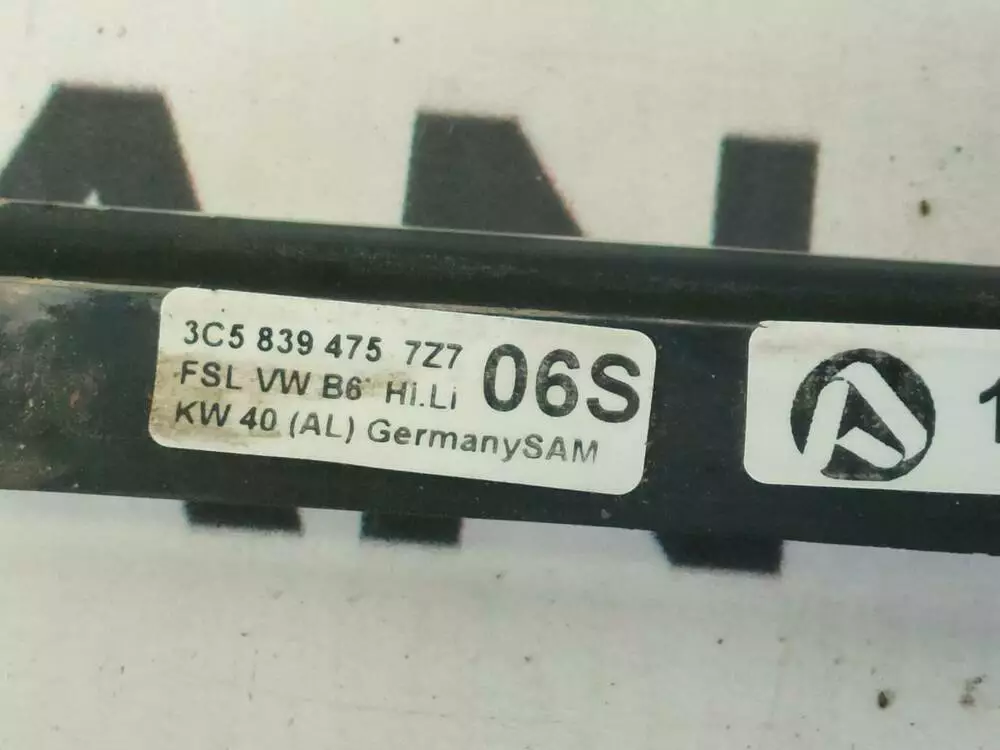 3C5 839 475 7Z7
06S
FSL VW B6 Hi.Li
KW 40 (AL) GermanySAM